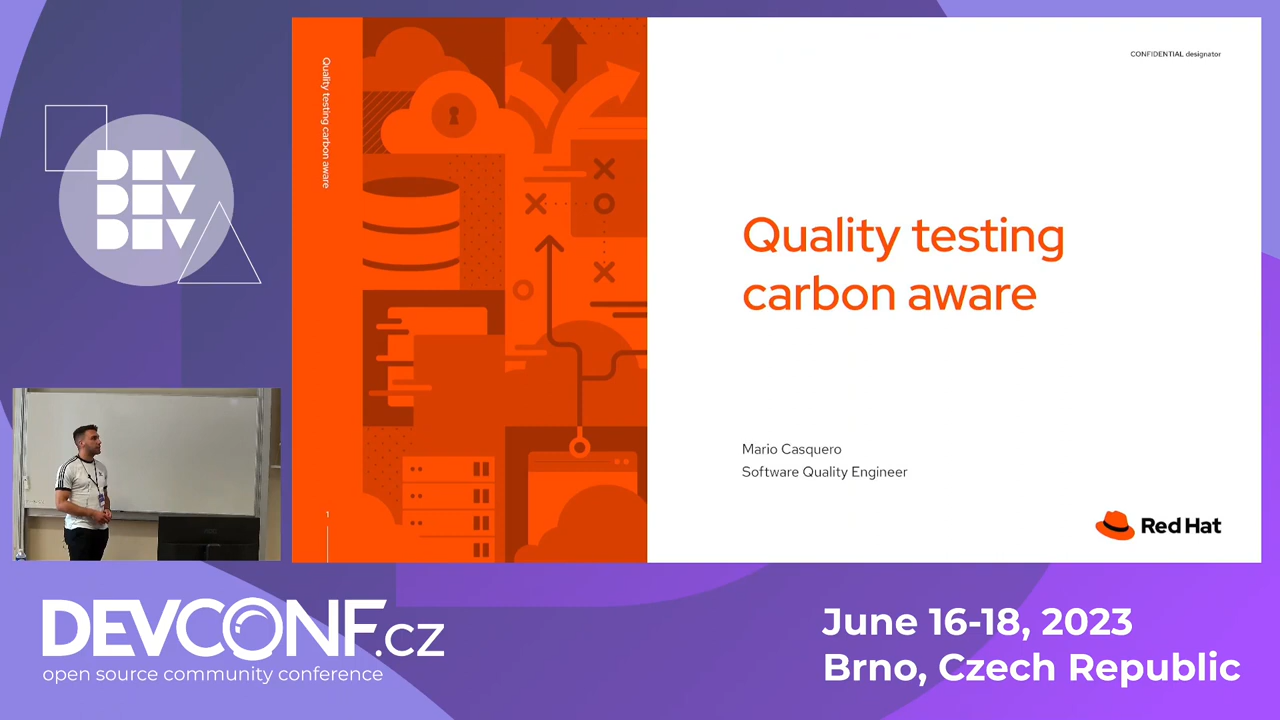 DEV
DEV
DEV
Quality testing carbon aware
1
CONFIDENTIAL designator
Quality testing
carbon aware
Mario Casquero
Software Quality Engineer
Red Hat
DEVCONF.cz
open source community conference
June 16-18, 2023
Brno, Czech Republic